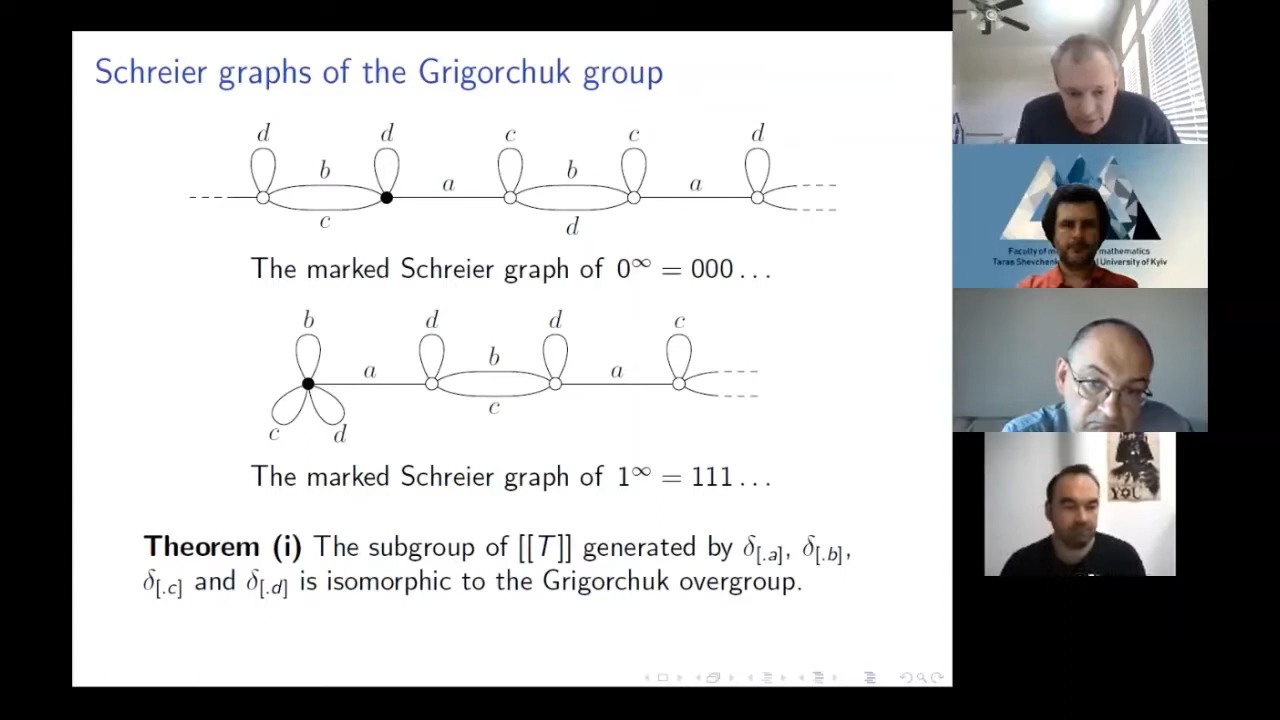 Schreier graphs of the Grigorchuk group
d d c c d
b a b a
c d
The marked Schreier graph of 0^∞ = 000 . . .
b d d c
a b a
c d c
The marked Schreier graph of 1^∞ = 111 . . .
Theorem (i) The subgroup of [[T]] generated by δ[.a], δ[.b],
δ[.c] and δ[.d] is isomorphic to the Grigorchuk overgroup.
Faculty of m mathematics
Taras Shevchen l University of Kyiv
YOU